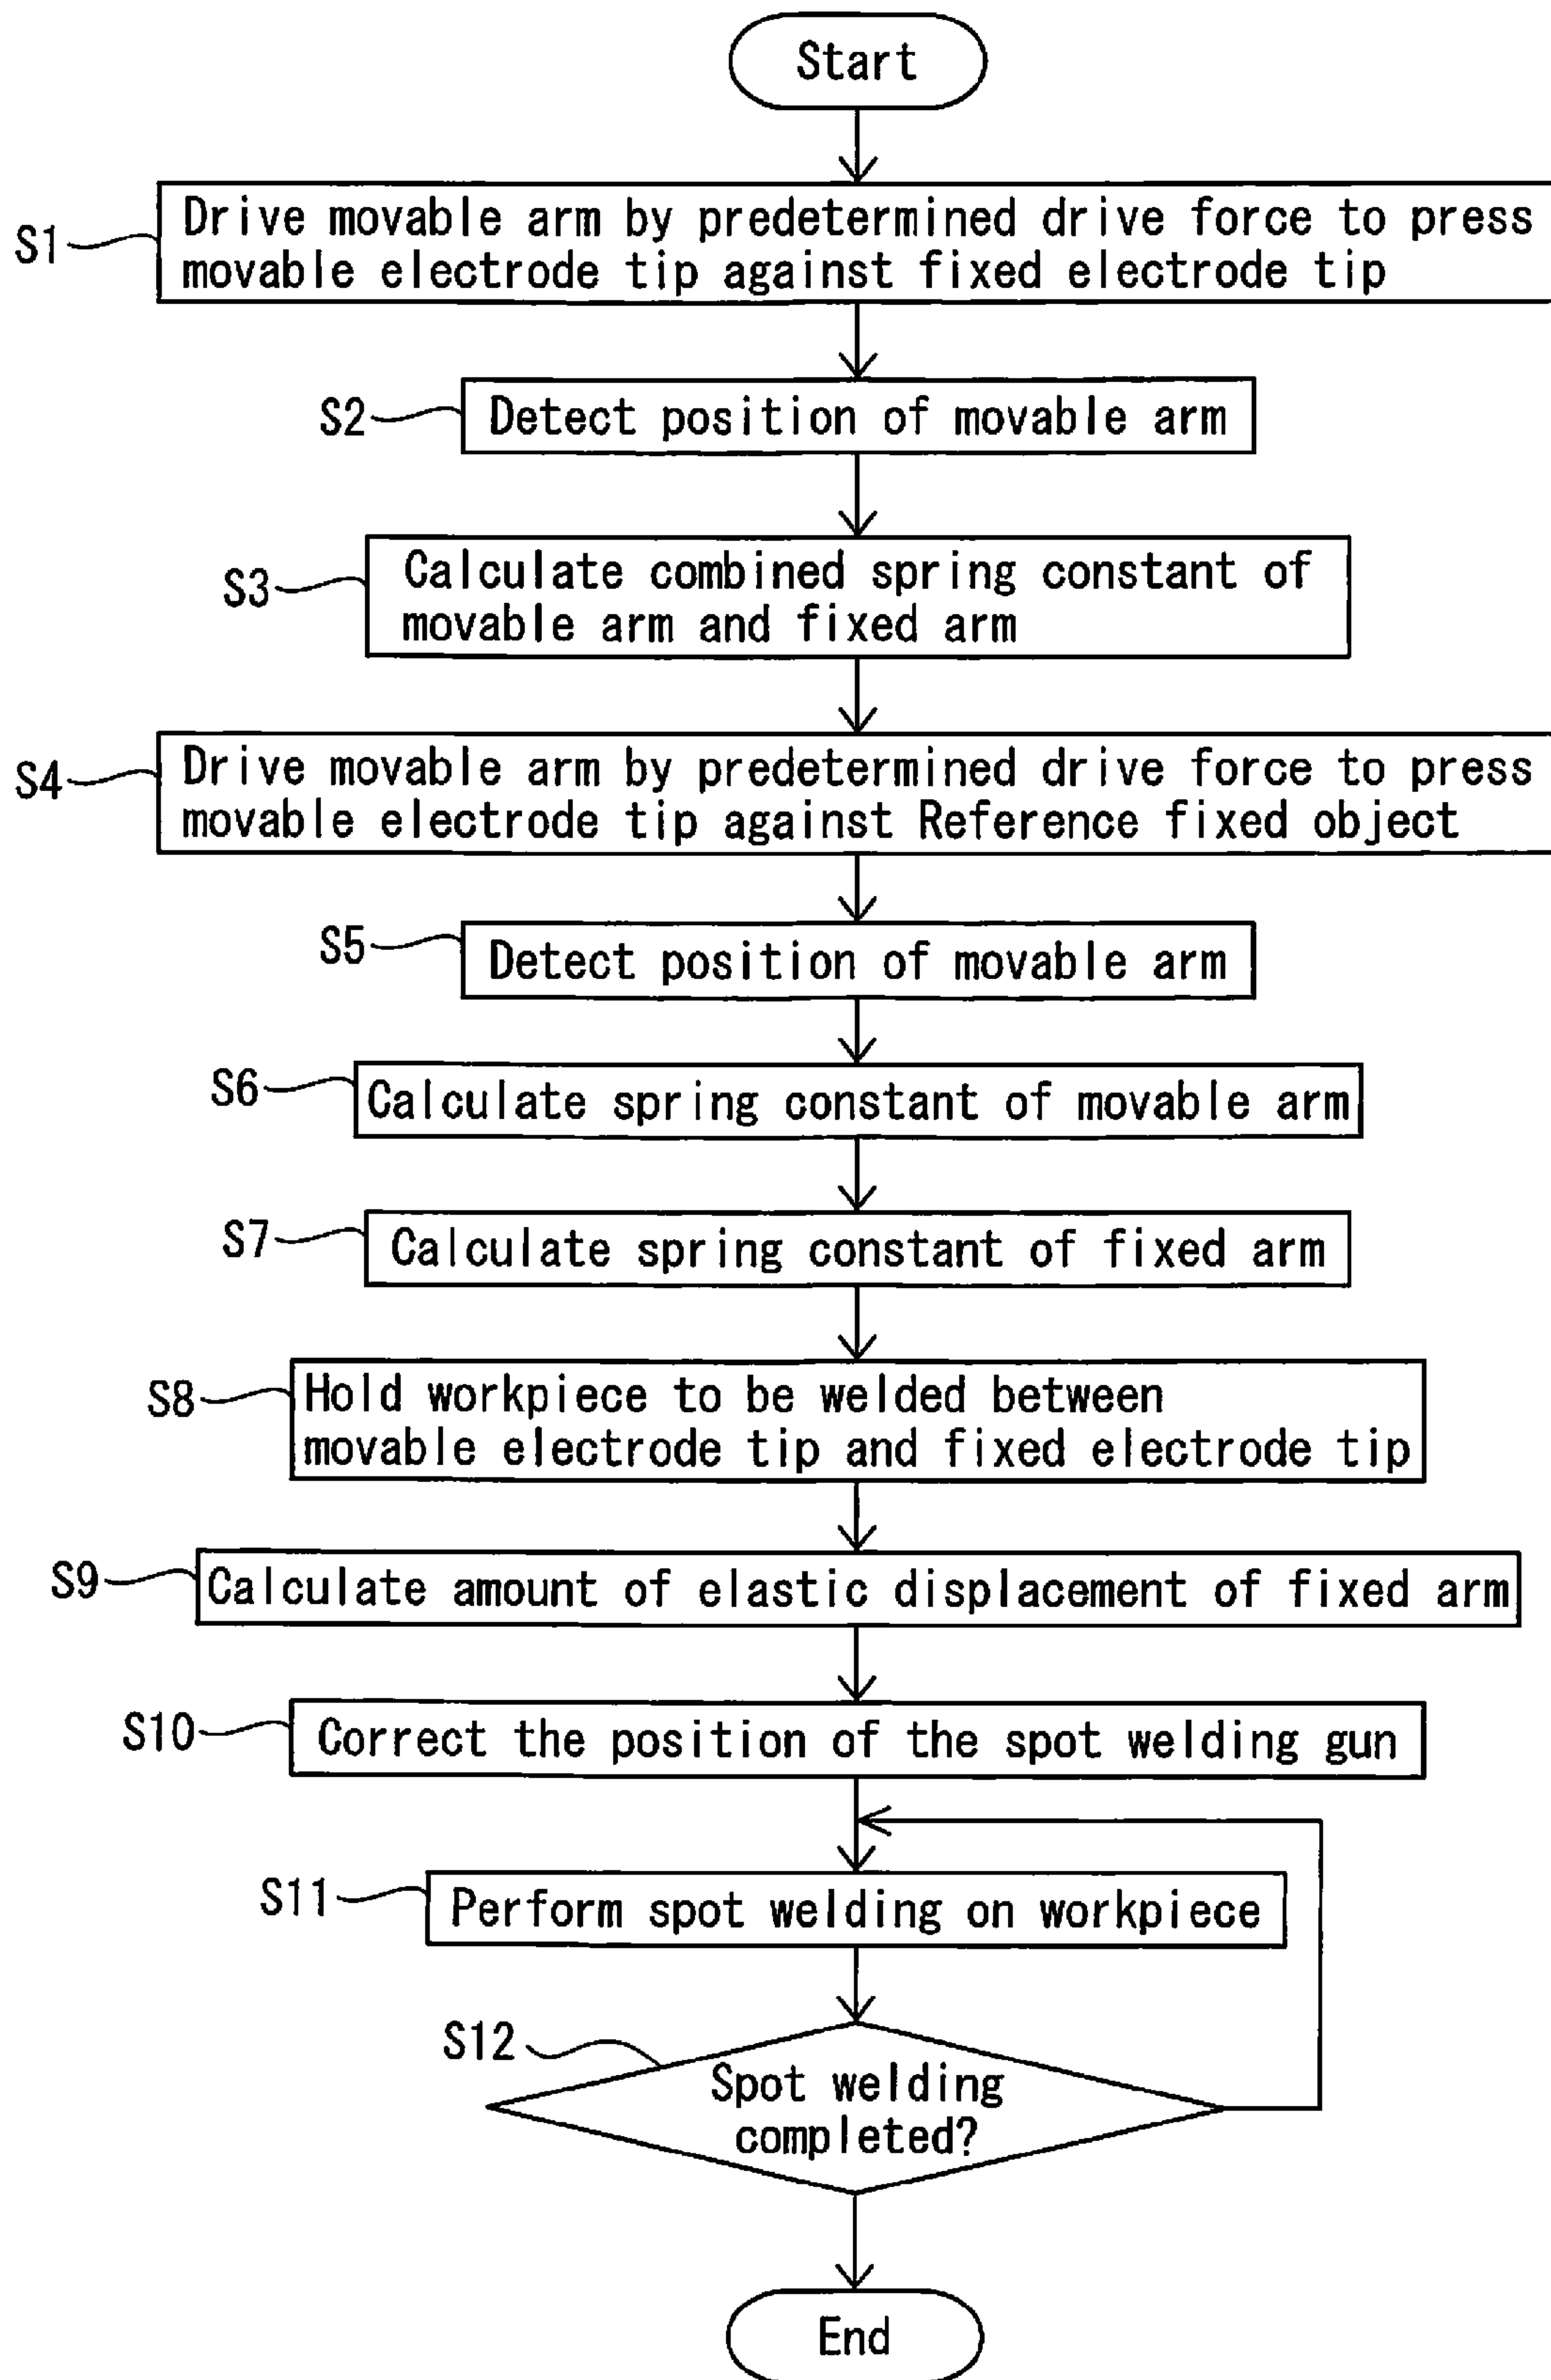 Start
S1
Drive movable arm by predetermined drive force to press
movable electrode tip against fixed electrode tip
S2
Detect position of movable arm
S3
Calculate combined spring constant of
movable arm and fixed arm
S4
Drive movable arm by predetermined drive force to press
movable electrode tip against Reference fixed object
S5
Detect position of movable arm
S6
Calculate spring constant of movable arm
S7
Calculate spring constant of fixed arm
S8
Hold workpiece to be welded between
movable electrode tip and fixed electrode tip
S9
Calculate amount of elastic displacement of fixed arm
S10
Correct the position of the spot welding gun
S11
Perform spot welding on workpiece
S12
Spot welding
completed?
End